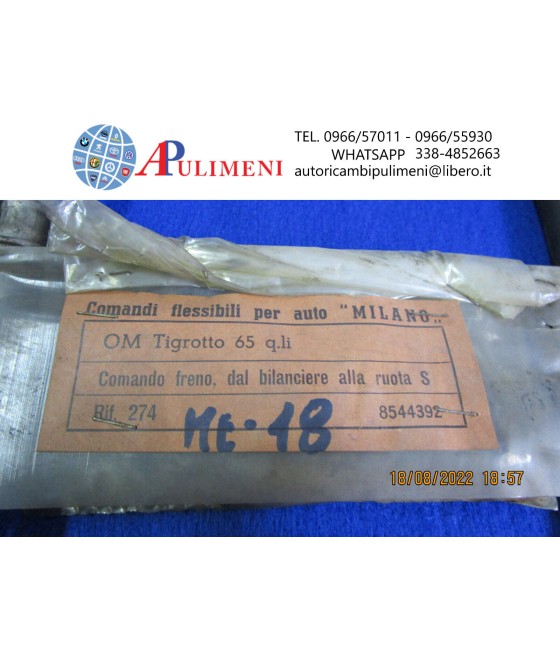 APULIMENI
TEL. 0966/57011 - 0966/55930
WHATSAPP 338-4852663
autoricambipulimeni@libero.it
Comandi flessibili per auto "MILANO„
OM Tigrotto 65 q.li
Comando freno, dal bilanciere alla ruota S
Rif. 274
8544392
Mt. 18
18/08/2022 18:57